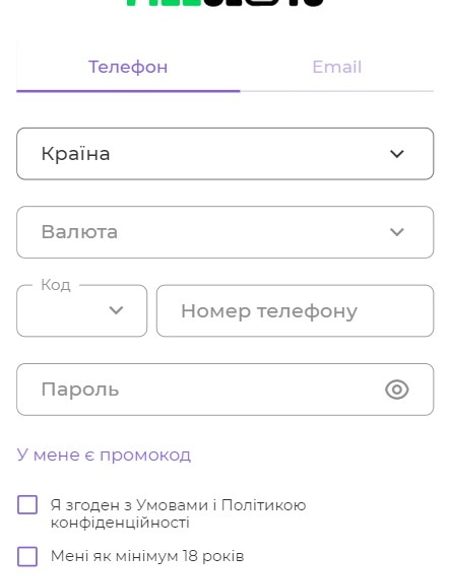 Телефон Email
Країна
Валюта
Код
Номер телефону
Пароль
У мене є промокод
Я згоден з Умовами і Політикою
конфіденційності
Мені як мінімум 18 років